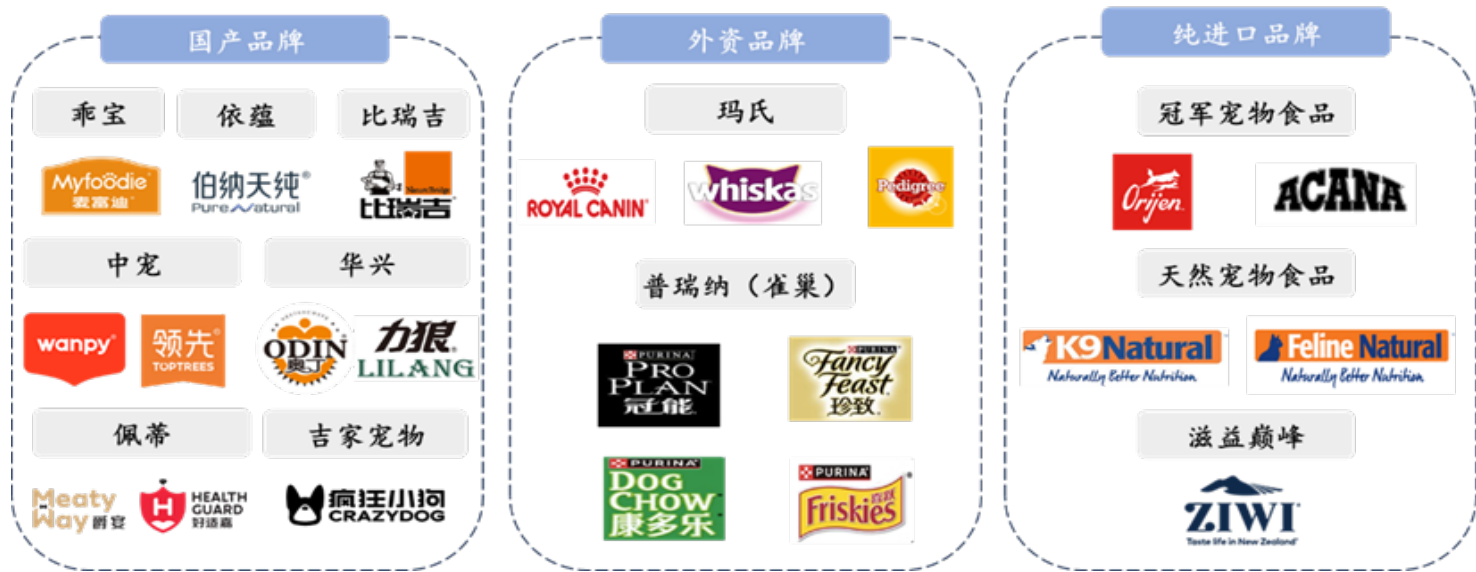 国产品牌
乖宝
依蕴
比瑞吉
Myfoodie
麦富迪
伯纳天纯®
Pure Natural
NatureBridge
比瑞吉
中宠
华兴
wanpy
领先
TOPTREES
ODIN
奥丁
力狼
LILANG
佩蒂
吉家宠物
Meaty
Way 爵宴
H
HEALTH
GUARD
好适嘉
疯狂小狗
CRAZYDOG
外资品牌
玛氏
ROYAL CANIN
whiskas
Pedigree
普瑞纳（雀巢）
PURINA
PRO
PLAN
冠能
PURINA
Fancy
Feast
珍致
PURINA
DOG
CHOW
康多乐
PURINA
Friskies
喜跃
纯进口品牌
冠军宠物食品
Orijen
ACANA
天然宠物食品
K9 Natural
Naturally Better Nutrition
Feline Natural
Naturally Better Nutrition
滋益巅峰
ZIWI
Taste life in New Zealand